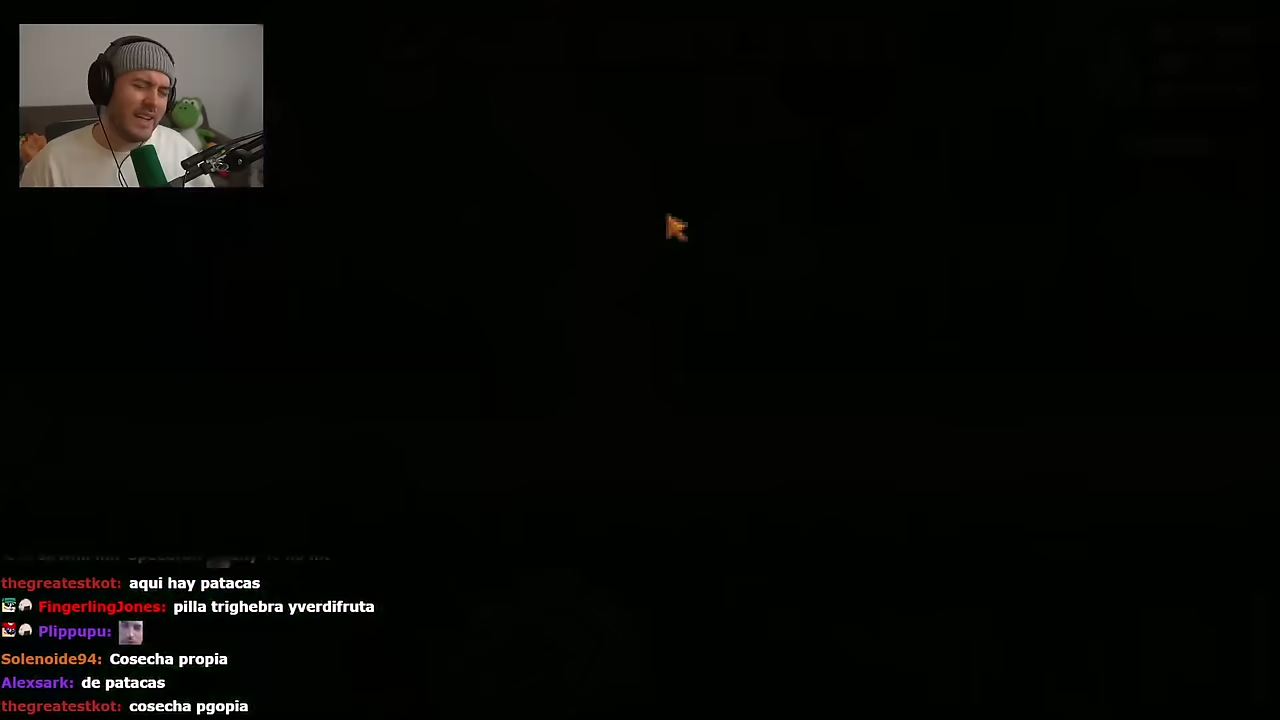 thegreatestkot: aqui hay patacas
FingerlingJones: pilla trighebra yverdifruta
Plippupu:
Solenoide94: Cosecha propia
Alexsark: de patacas
thegreatestkot: cosecha pgopia